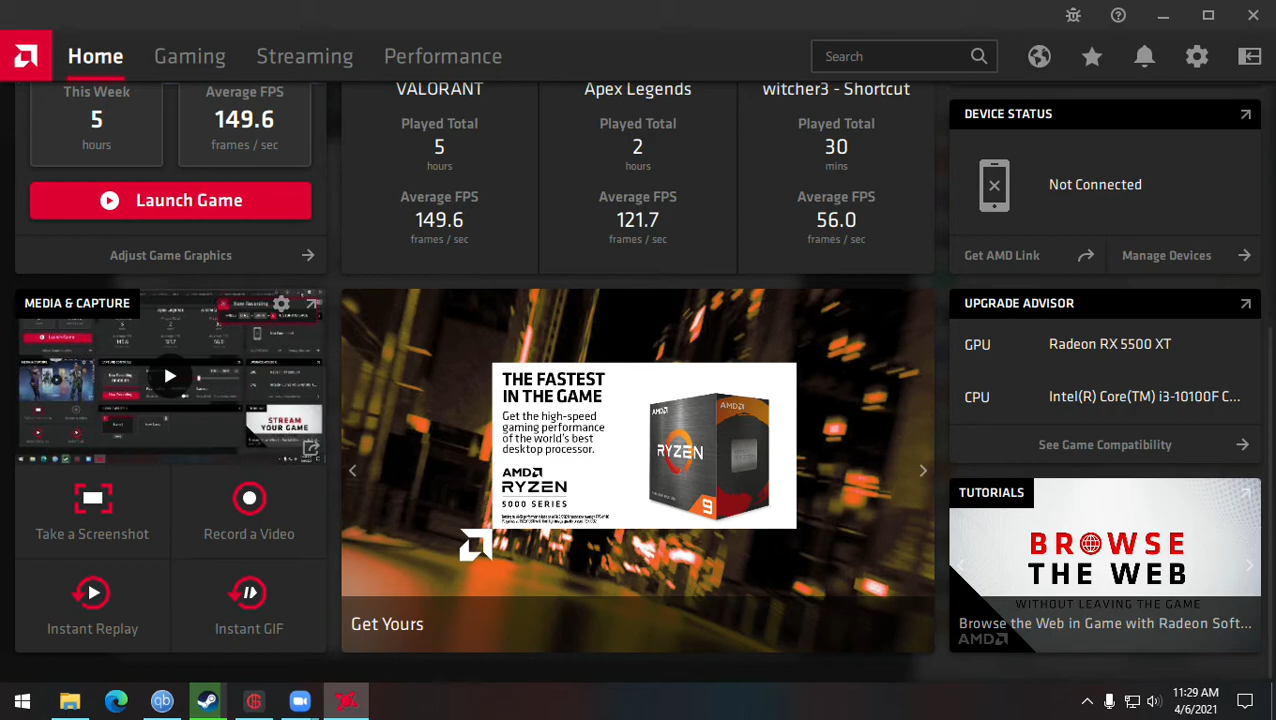 Home
Gaming
Streaming
Performance
Search
This Week
5
hours
Average FPS
149.6
frames / sec
Launch Game
Adjust Game Graphics
VALORANT
Played Total
5
hours
Average FPS
149.6
frames / sec
Apex Legends
Played Total
2
hours
Average FPS
121.7
frames / sec
witcher3 - Shortcut
Played Total
30
mins
Average FPS
56.0
frames / sec
DEVICE STATUS
Not Connected
Get AMD Link
Manage Devices
MEDIA & CAPTURE
STREAM
YOUR GAME
Take a Screenshot
Record a Video
Instant Replay
Instant GIF
THE FASTEST
IN THE GAME
Get the high-speed
gaming performance
of the world's best
desktop processor.
AMD
RYZEN
5000 SERIES
AMD
RYZEN
9
Get Yours
UPGRADE ADVISOR
GPU
Radeon RX 5500 XT
CPU
Intel(R) Core(TM) i3-10100F C...
See Game Compatibility
TUTORIALS
BROWSE
THE WEB
WITHOUT LEAVING THE GAME
Browse the Web in Game with Radeon Soft...
AMD
qb
11:29 AM
4/6/2021